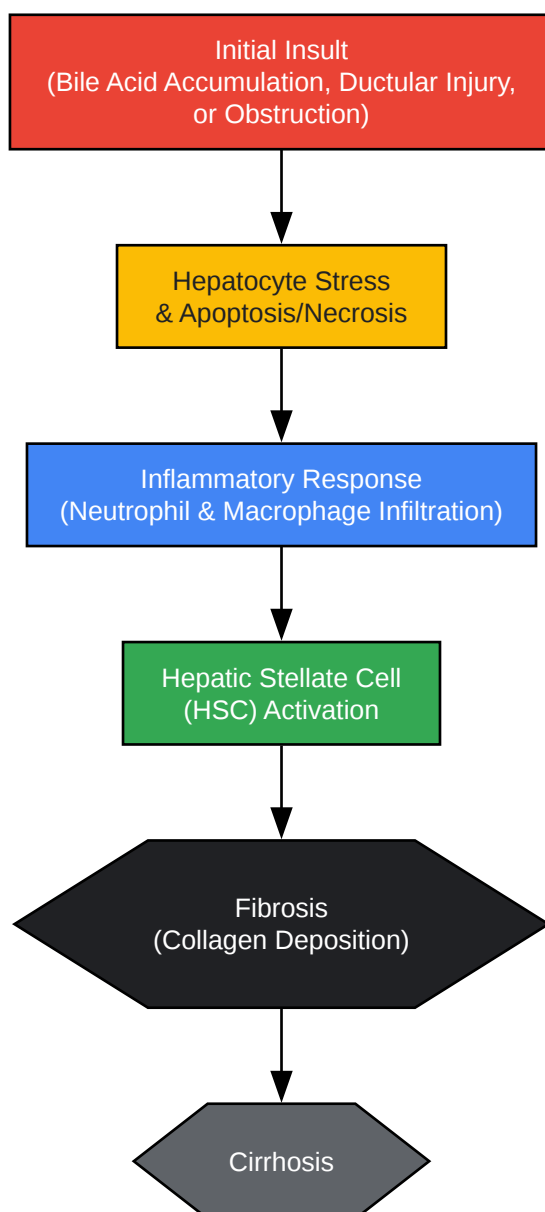 Initial Insult
(Bile Acid Accumulation, Ductular Injury,
or Obstruction)
Hepatocyte Stress
& Apoptosis/Necrosis
Inflammatory Response
(Neutrophil & Macrophage Infiltration)
Hepatic Stellate Cell
(HSC) Activation
Fibrosis
(Collagen Deposition)
Cirrhosis